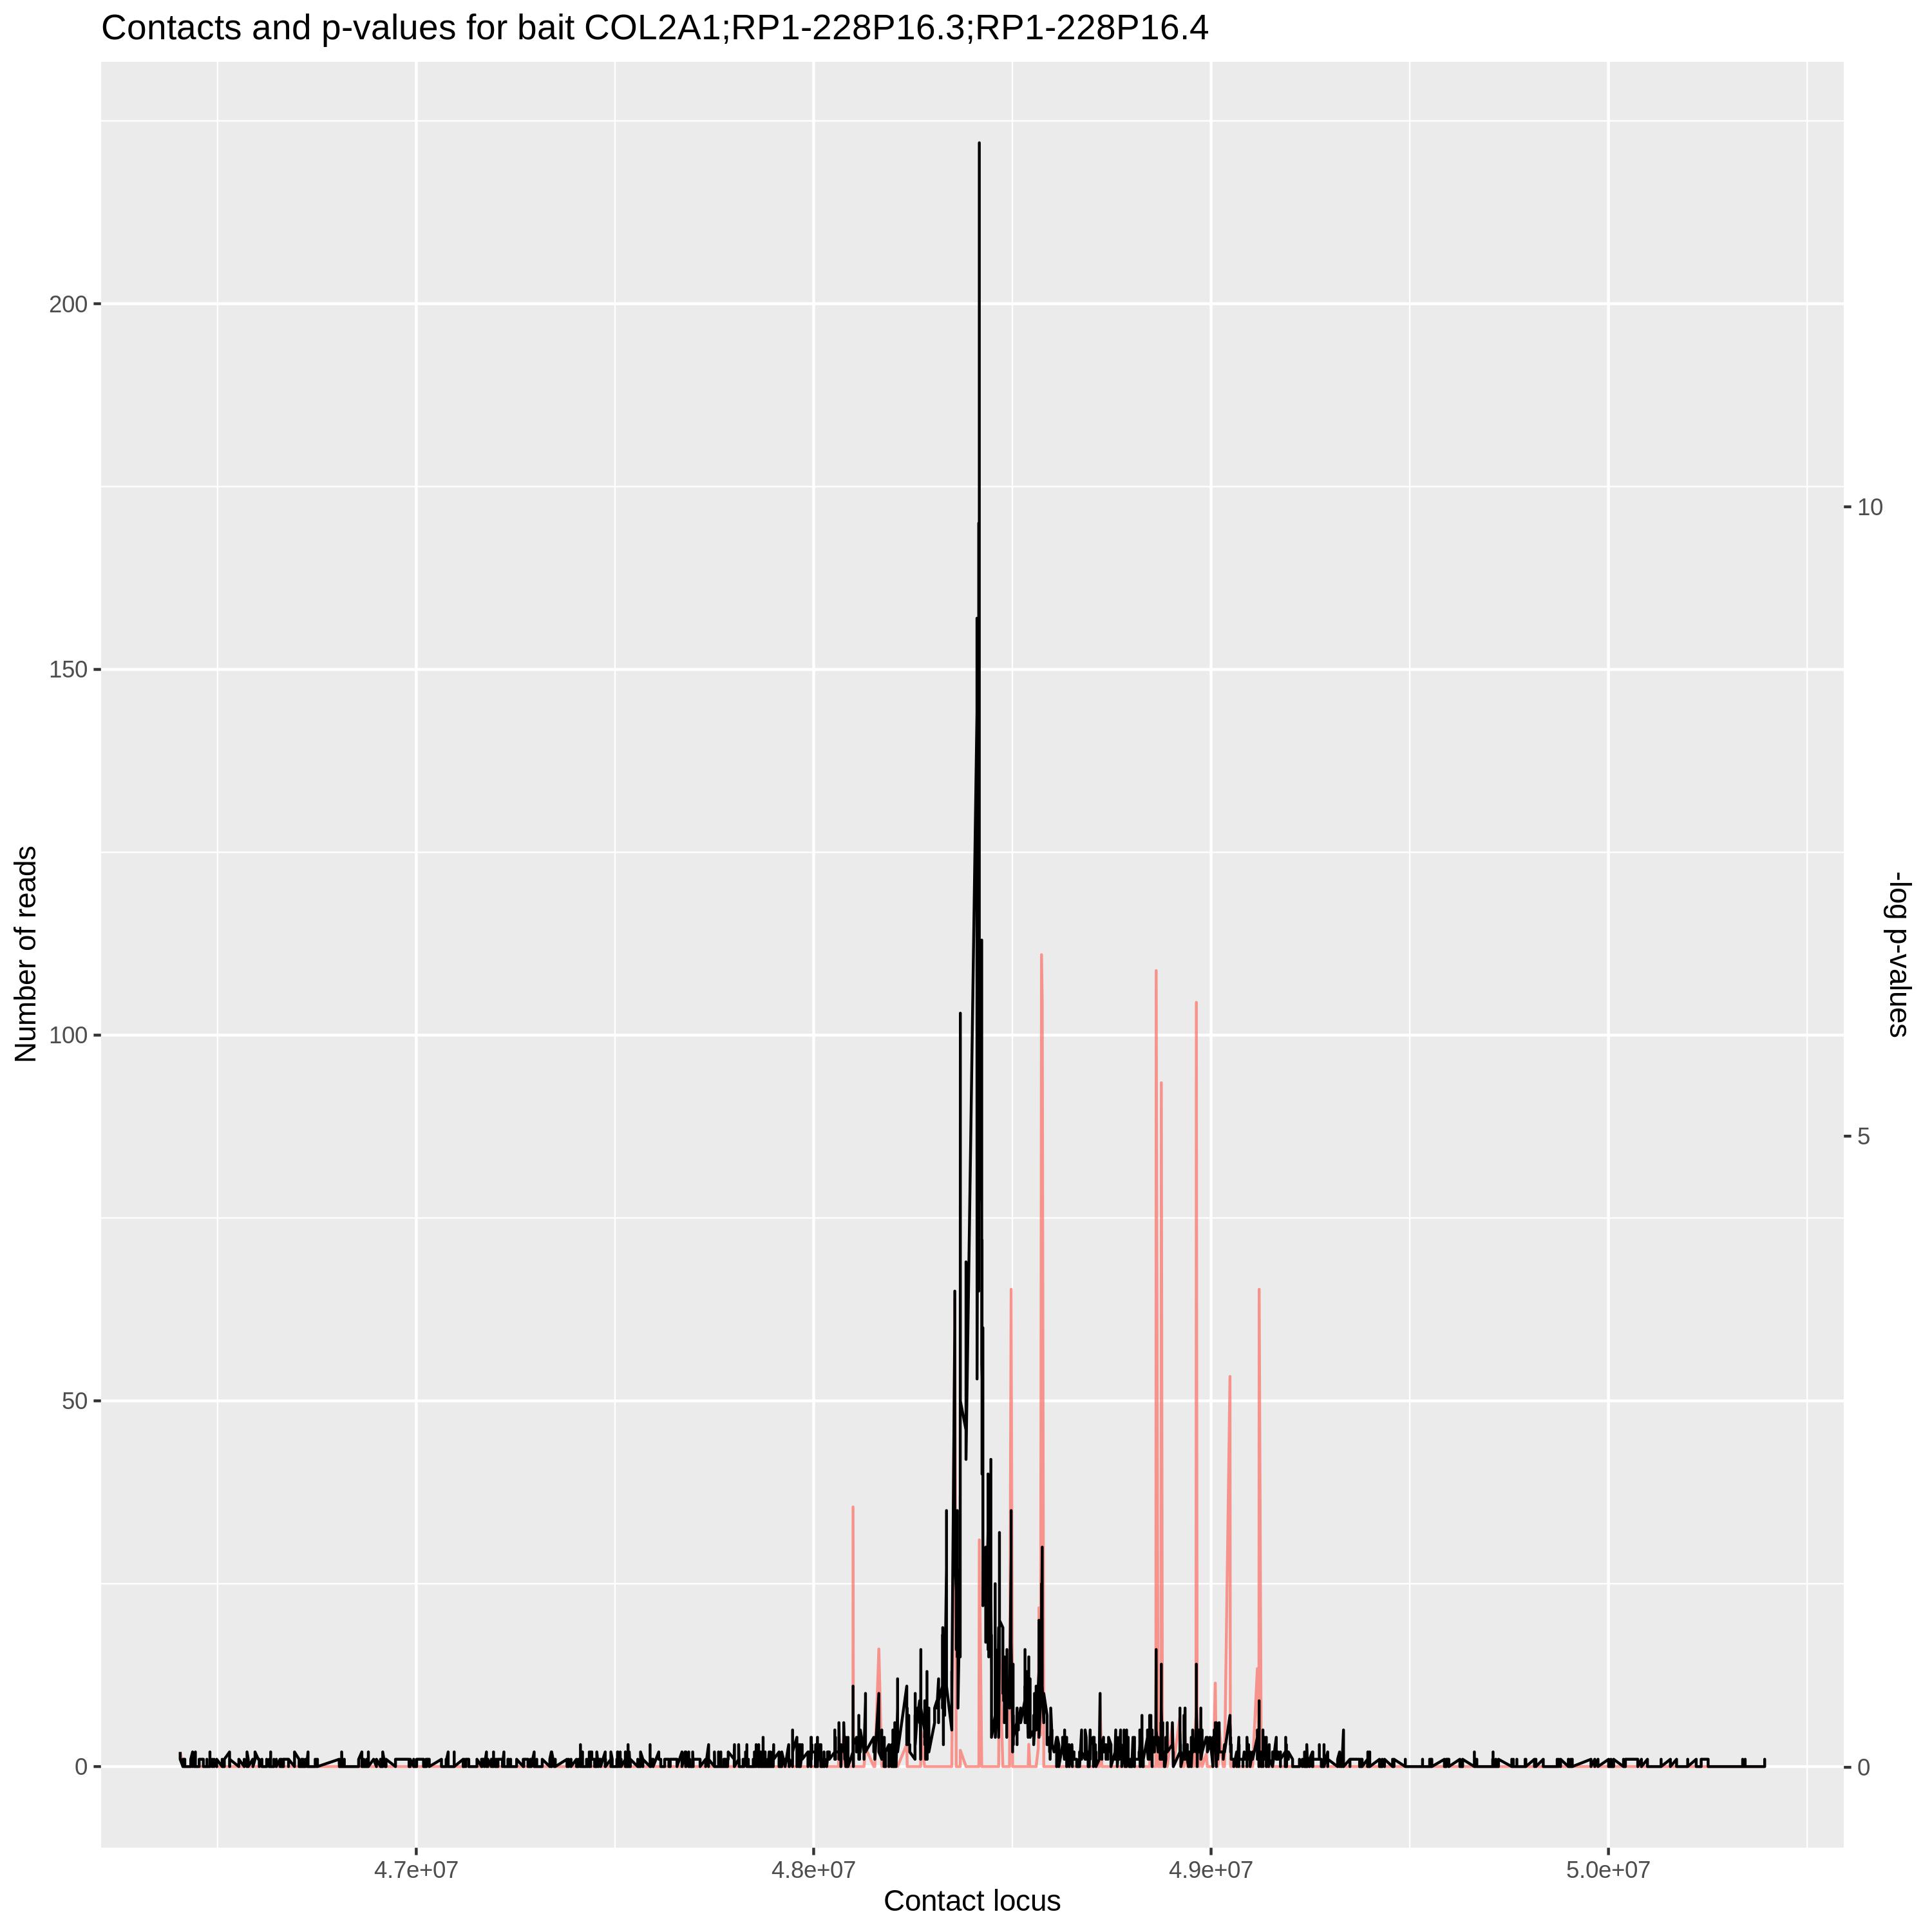 Contacts and p-values for bait COL2A1;RP1-228P16.3;RP1-228P16.4
200
150
100
50
0
Number of reads
10
5
0
-log p-values
4.7e+07
4.8e+07
4.9e+07
5.0e+07
Contact locus